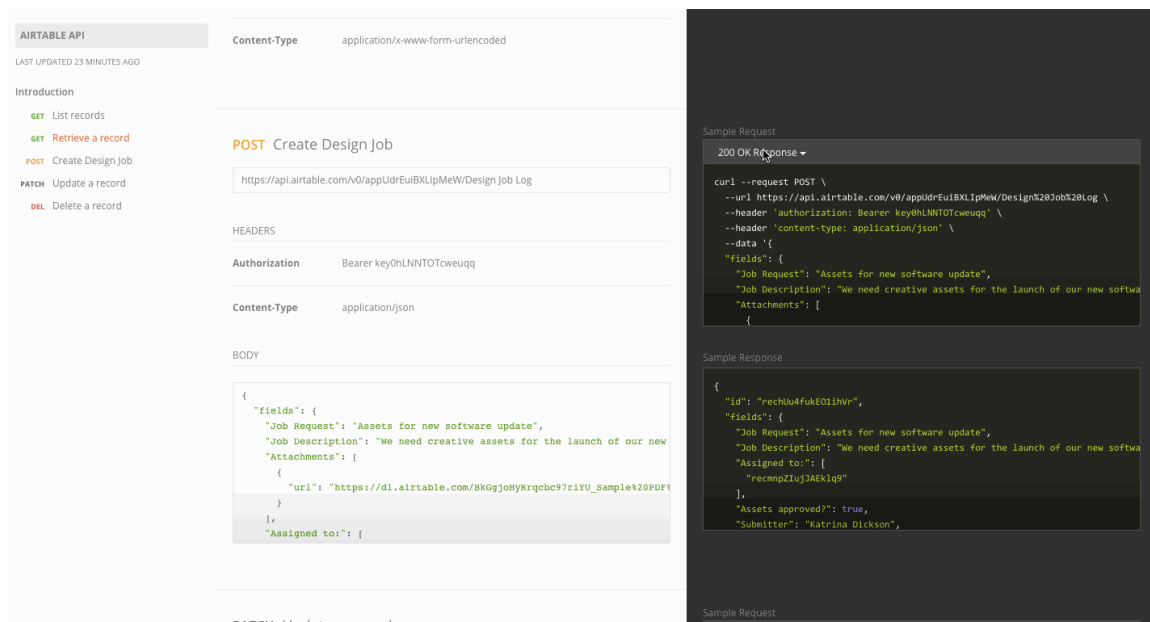 AIRTABLE API
LAST UPDATED 23 MINUTES AGO
Introduction
GET List records
GET Retrieve a record
POST Create Design Job
PATCH Update a record
DEL Delete a record
Content-Type application/x-www-form-urlencoded
POST Create Design Job
https://api.airtable.com/v0/appUdrEuiBXLIpMeW/Design Job Log
HEADERS
Authorization Bearer key0hLNNTOTcweuqq
Content-Type application/json
BODY
{
"fields": {
"Job Request": "Assets for new software update",
"Job Description": "We need creative assets for the launch of our new
"Attachments": [
{
"url": "https://dl.airtable.com/BkGgjoHyRrqcbc97riYU_Sample%20PDF%
}
],
"Assigned to:": [
Sample Request
200 OK Response
curl --request POST \
--url https://api.airtable.com/v0/appUdrEuiBXLIpMeW/Design%20Job%20Log \
--header 'authorization: Bearer key0hLNNTOTcweuqq' \
--header 'content-type: application/json' \
--data '{
"fields": {
"Job Request": "Assets for new software update",
"Job Description": "We need creative assets for the launch of our new softwa
"Attachments": [
{
Sample Response
{
"id": "rechUu4fukEO1ihVr",
"fields": {
"Job Request": "Assets for new software update",
"Job Description": "We need creative assets for the launch of our new softwa
"Assigned to:": [
"recmnpZIujJAEklq9"
],
"Assets approved?": true,
"Submitter": "Katrina Dickson",
Sample Request